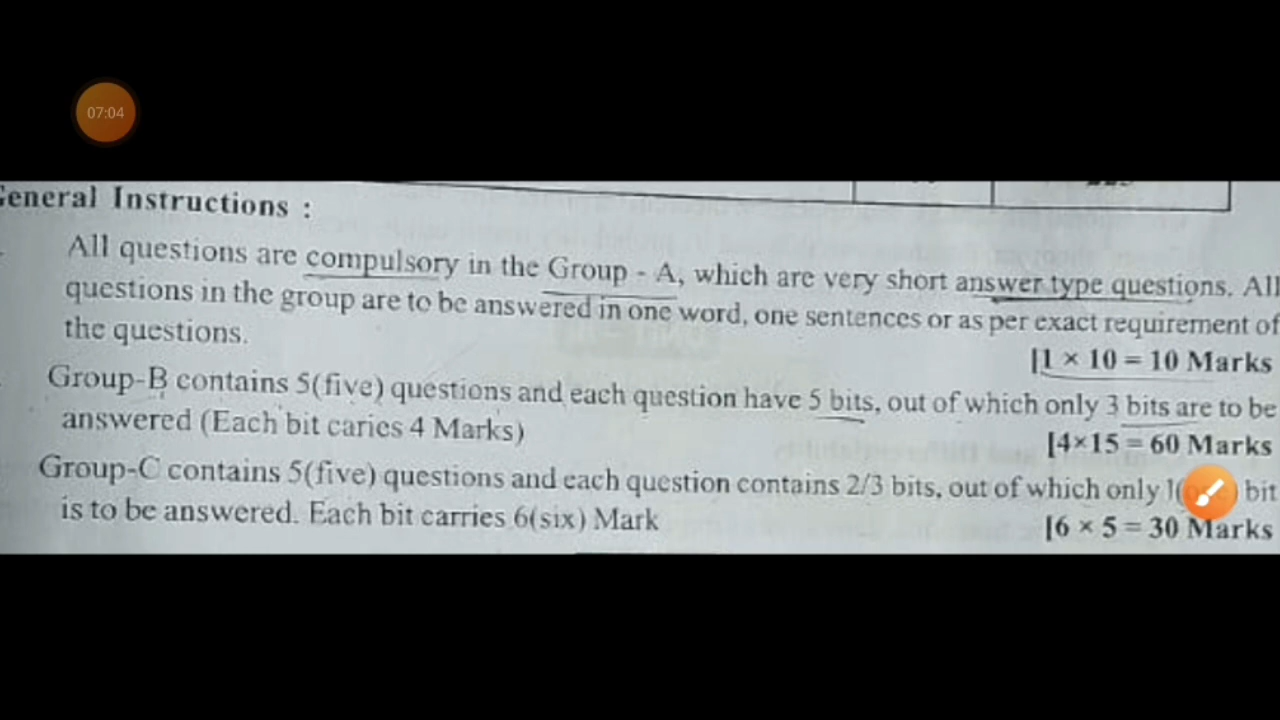 07:04
General Instructions :
All questions are compulsory in the Group - A, which are very short answer type questions. All
questions in the group are to be answered in one word, one sentences or as per exact requirement of
the questions.
[1 × 10 = 10 Marks
Group-B contains 5(five) questions and each question have 5 bits, out of which only 3 bits are to be
answered (Each bit caries 4 Marks)
[4×15 = 60 Marks
Group-C contains 5(five) questions and each question contains 2/3 bits, out of which only 1( ) bit
is to be answered. Each bit carries 6(six) Mark
[6 × 5 = 30 Marks